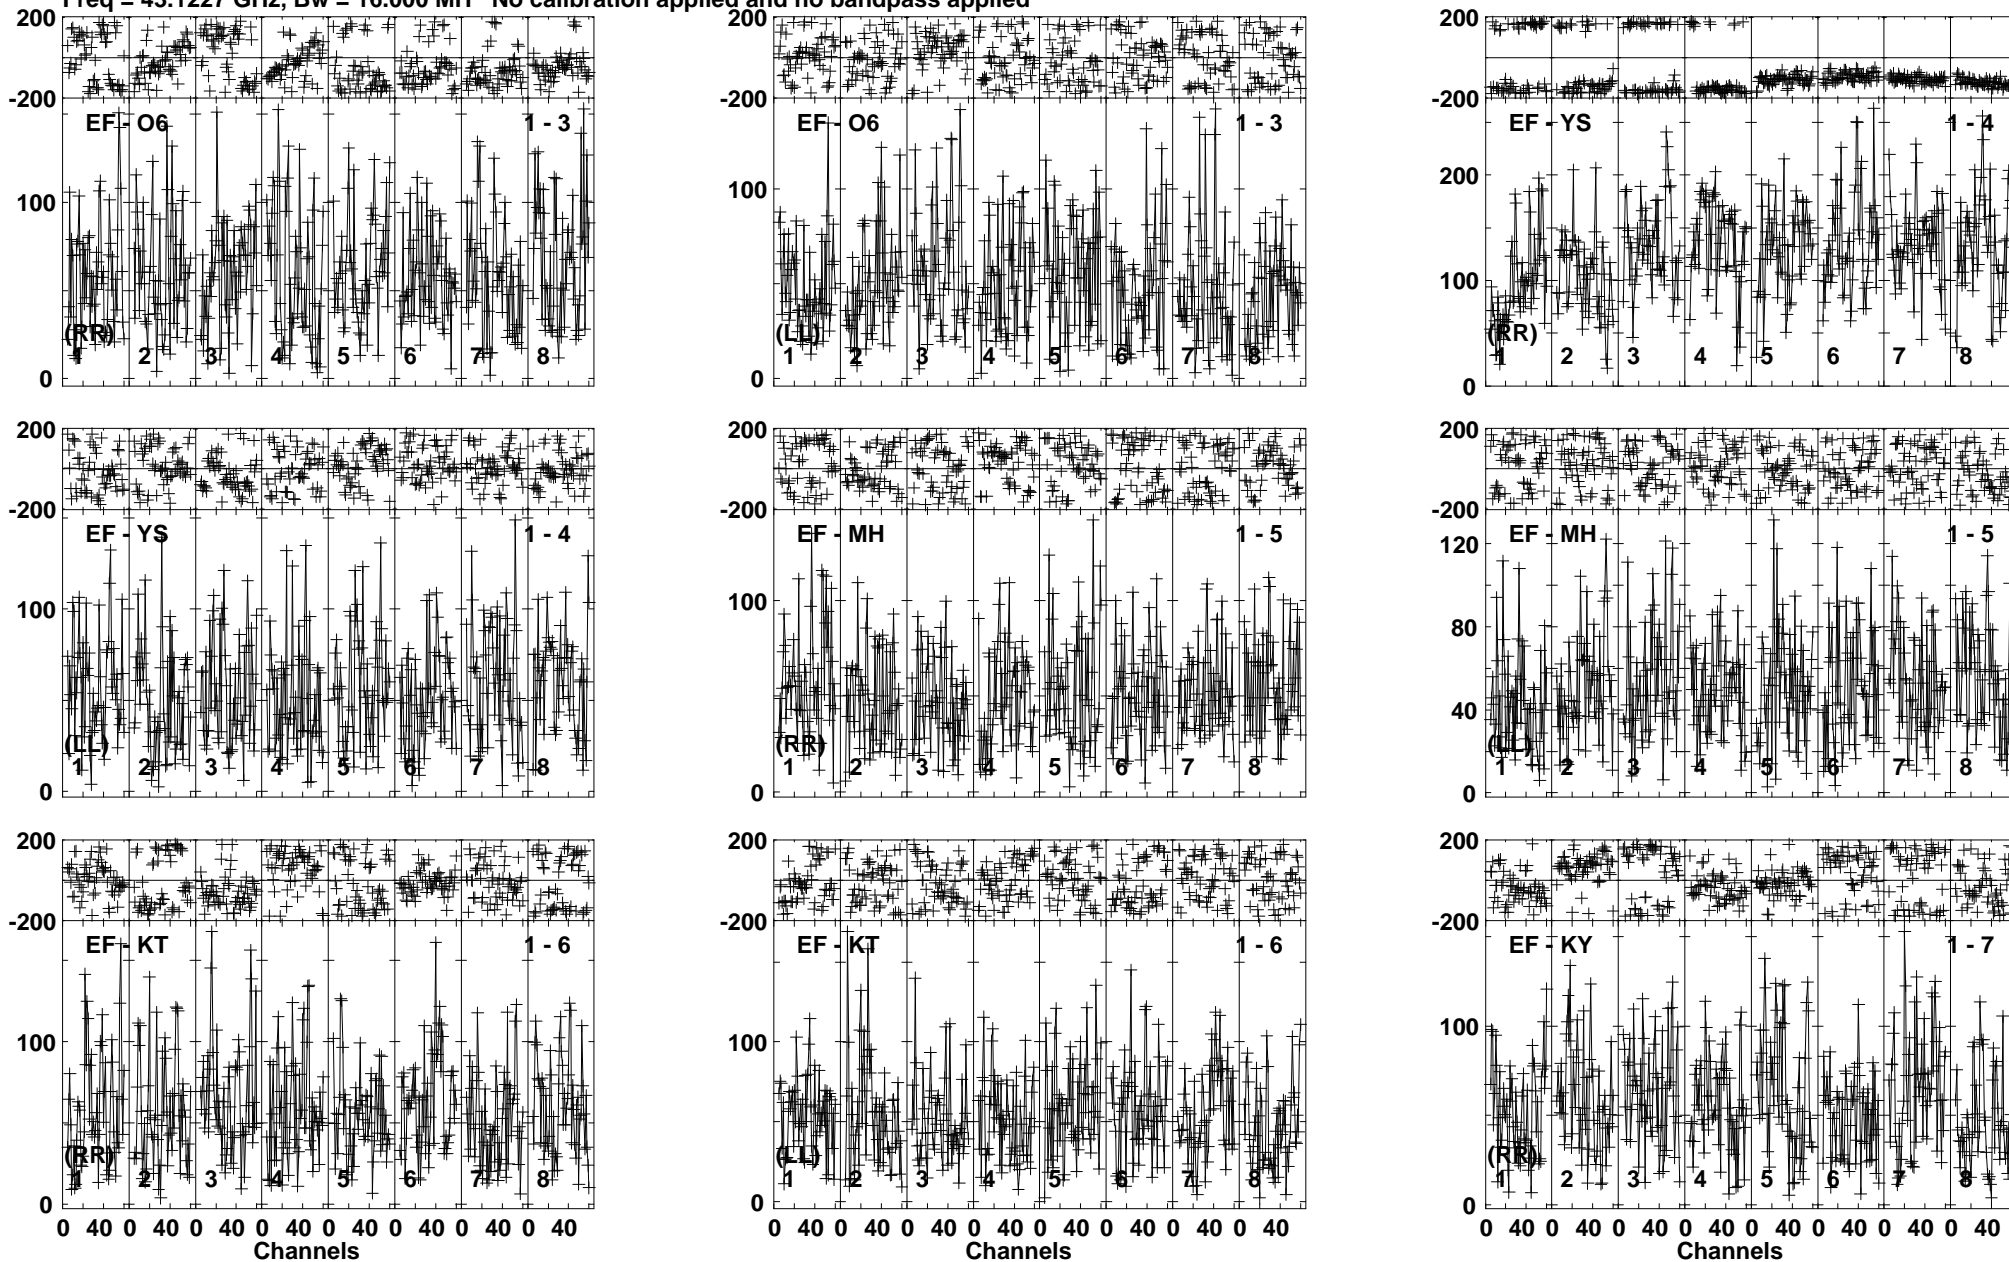 Freq = 43.1227 GHz, Bw = 16.000 MH No calibration applied and no bandpass applied
200 200 200
-200 -200 -200
EF - O6 1 - 3 EF - O6 1 - 3 EF - YS 1 - 4
100 100 200
100
(RR) (LL) (RR)
1 2 3 4 5 6 7 8 1 2 3 4 5 6 7 8 1 2 3 4 5 6 7 8
0 0 0
200 200 200
-200 -200 -200
EF - YS 1 - 4 EF - MH 1 - 5 EF - MH 1 - 5
100 100 120
80
40
(LL) (RR) (LL)
1 2 3 4 5 6 7 8 1 2 3 4 5 6 7 8 1 2 3 4 5 6 7 8
0 0 0
200 200 200
-200 -200 -200
EF - KT 1 - 6 EF - KT 1 - 6 EF - KY 1 - 7
100 100 100
(RR) (LL) (RR)
1 2 3 4 5 6 7 8 1 2 3 4 5 6 7 8 1 2 3 4 5 6 7 8
0 0 0
0 40 0 40 0 40 0 40 0 40 0 40 0 40 0 40 0 40 0 40 0 40 0 40 0 40 0 40 0 40 0 40 0 40 0 40 0 40 0 40 0 40 0 40 0 40 0 40
Channels Channels Channels